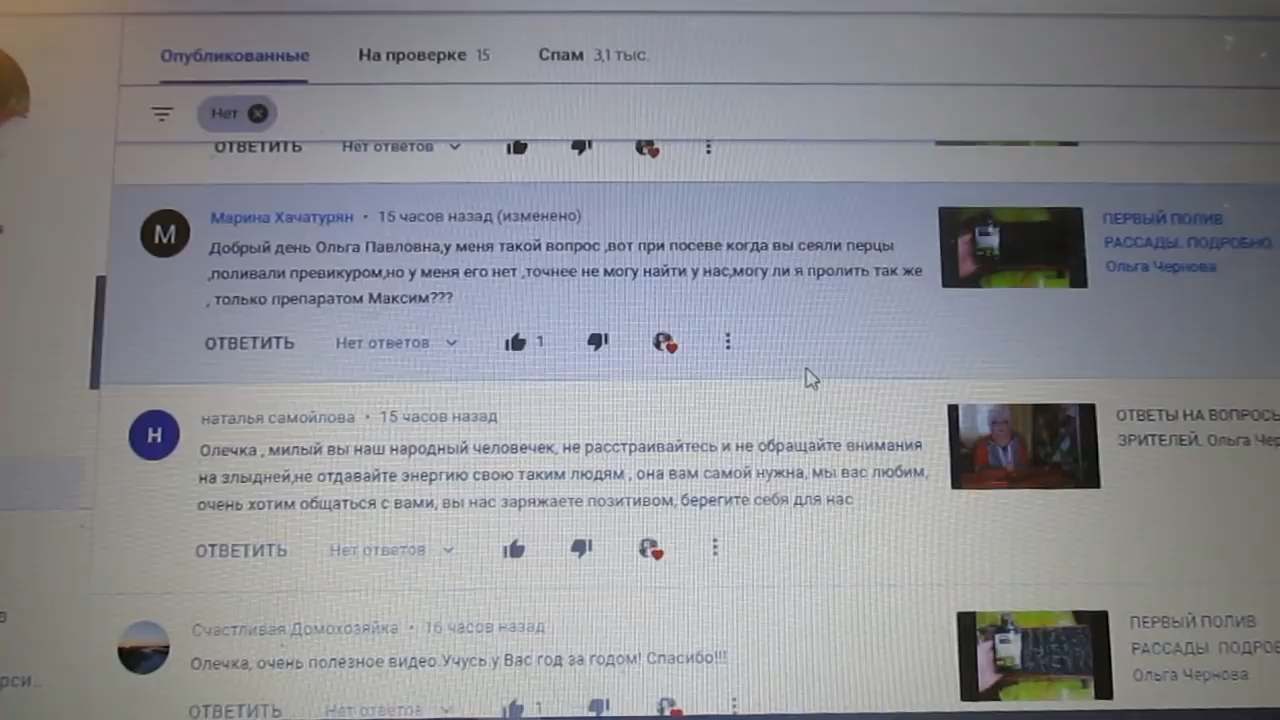 Опубликованные На проверке 15 Спам 3,1 тыс.
Нет
ОТВЕТИТЬ Нет ответов
М
Марина Хачатурян • 15 часов назад (изменено)
Добрый день Ольга Павловна,у меня такой вопрос ,вот при посеве когда вы сеяли перцы
,поливали превикуром,но у меня его нет ,точнее не могу найти у нас,могу ли я пролить так же
, только препаратом Максим???
ПЕРВЫЙ ПОЛИВ
РАССАДЫ. ПОДРОБНО.
Ольга Чернова
ОТВЕТИТЬ Нет ответов 1
Н
наталья самойлова • 15 часов назад
Олечка , милый вы наш народный человечек, не расстраивайтесь и не обращайте внимания
на злыдней,не отдавайте энергию свою таким людям , она вам самой нужна, мы вас любим,
очень хотим общаться с вами, вы нас заряжаете позитивом, берегите себя для нас
ОТВЕТЫ НА ВОПРОСЫ
ЗРИТЕЛЕЙ. Ольга Чер
ОТВЕТИТЬ Нет ответов
Счастливая Домохозяйка • 16 часов назад
Олечка, очень полезное видео.Учусь у Вас год за годом! Спасибо!!!
ПЕРВЫЙ ПОЛИВ
РАССАДЫ. ПОДРОБ
Ольга Чернова
ОТВЕТИТЬ Нет ответов 1
рси...